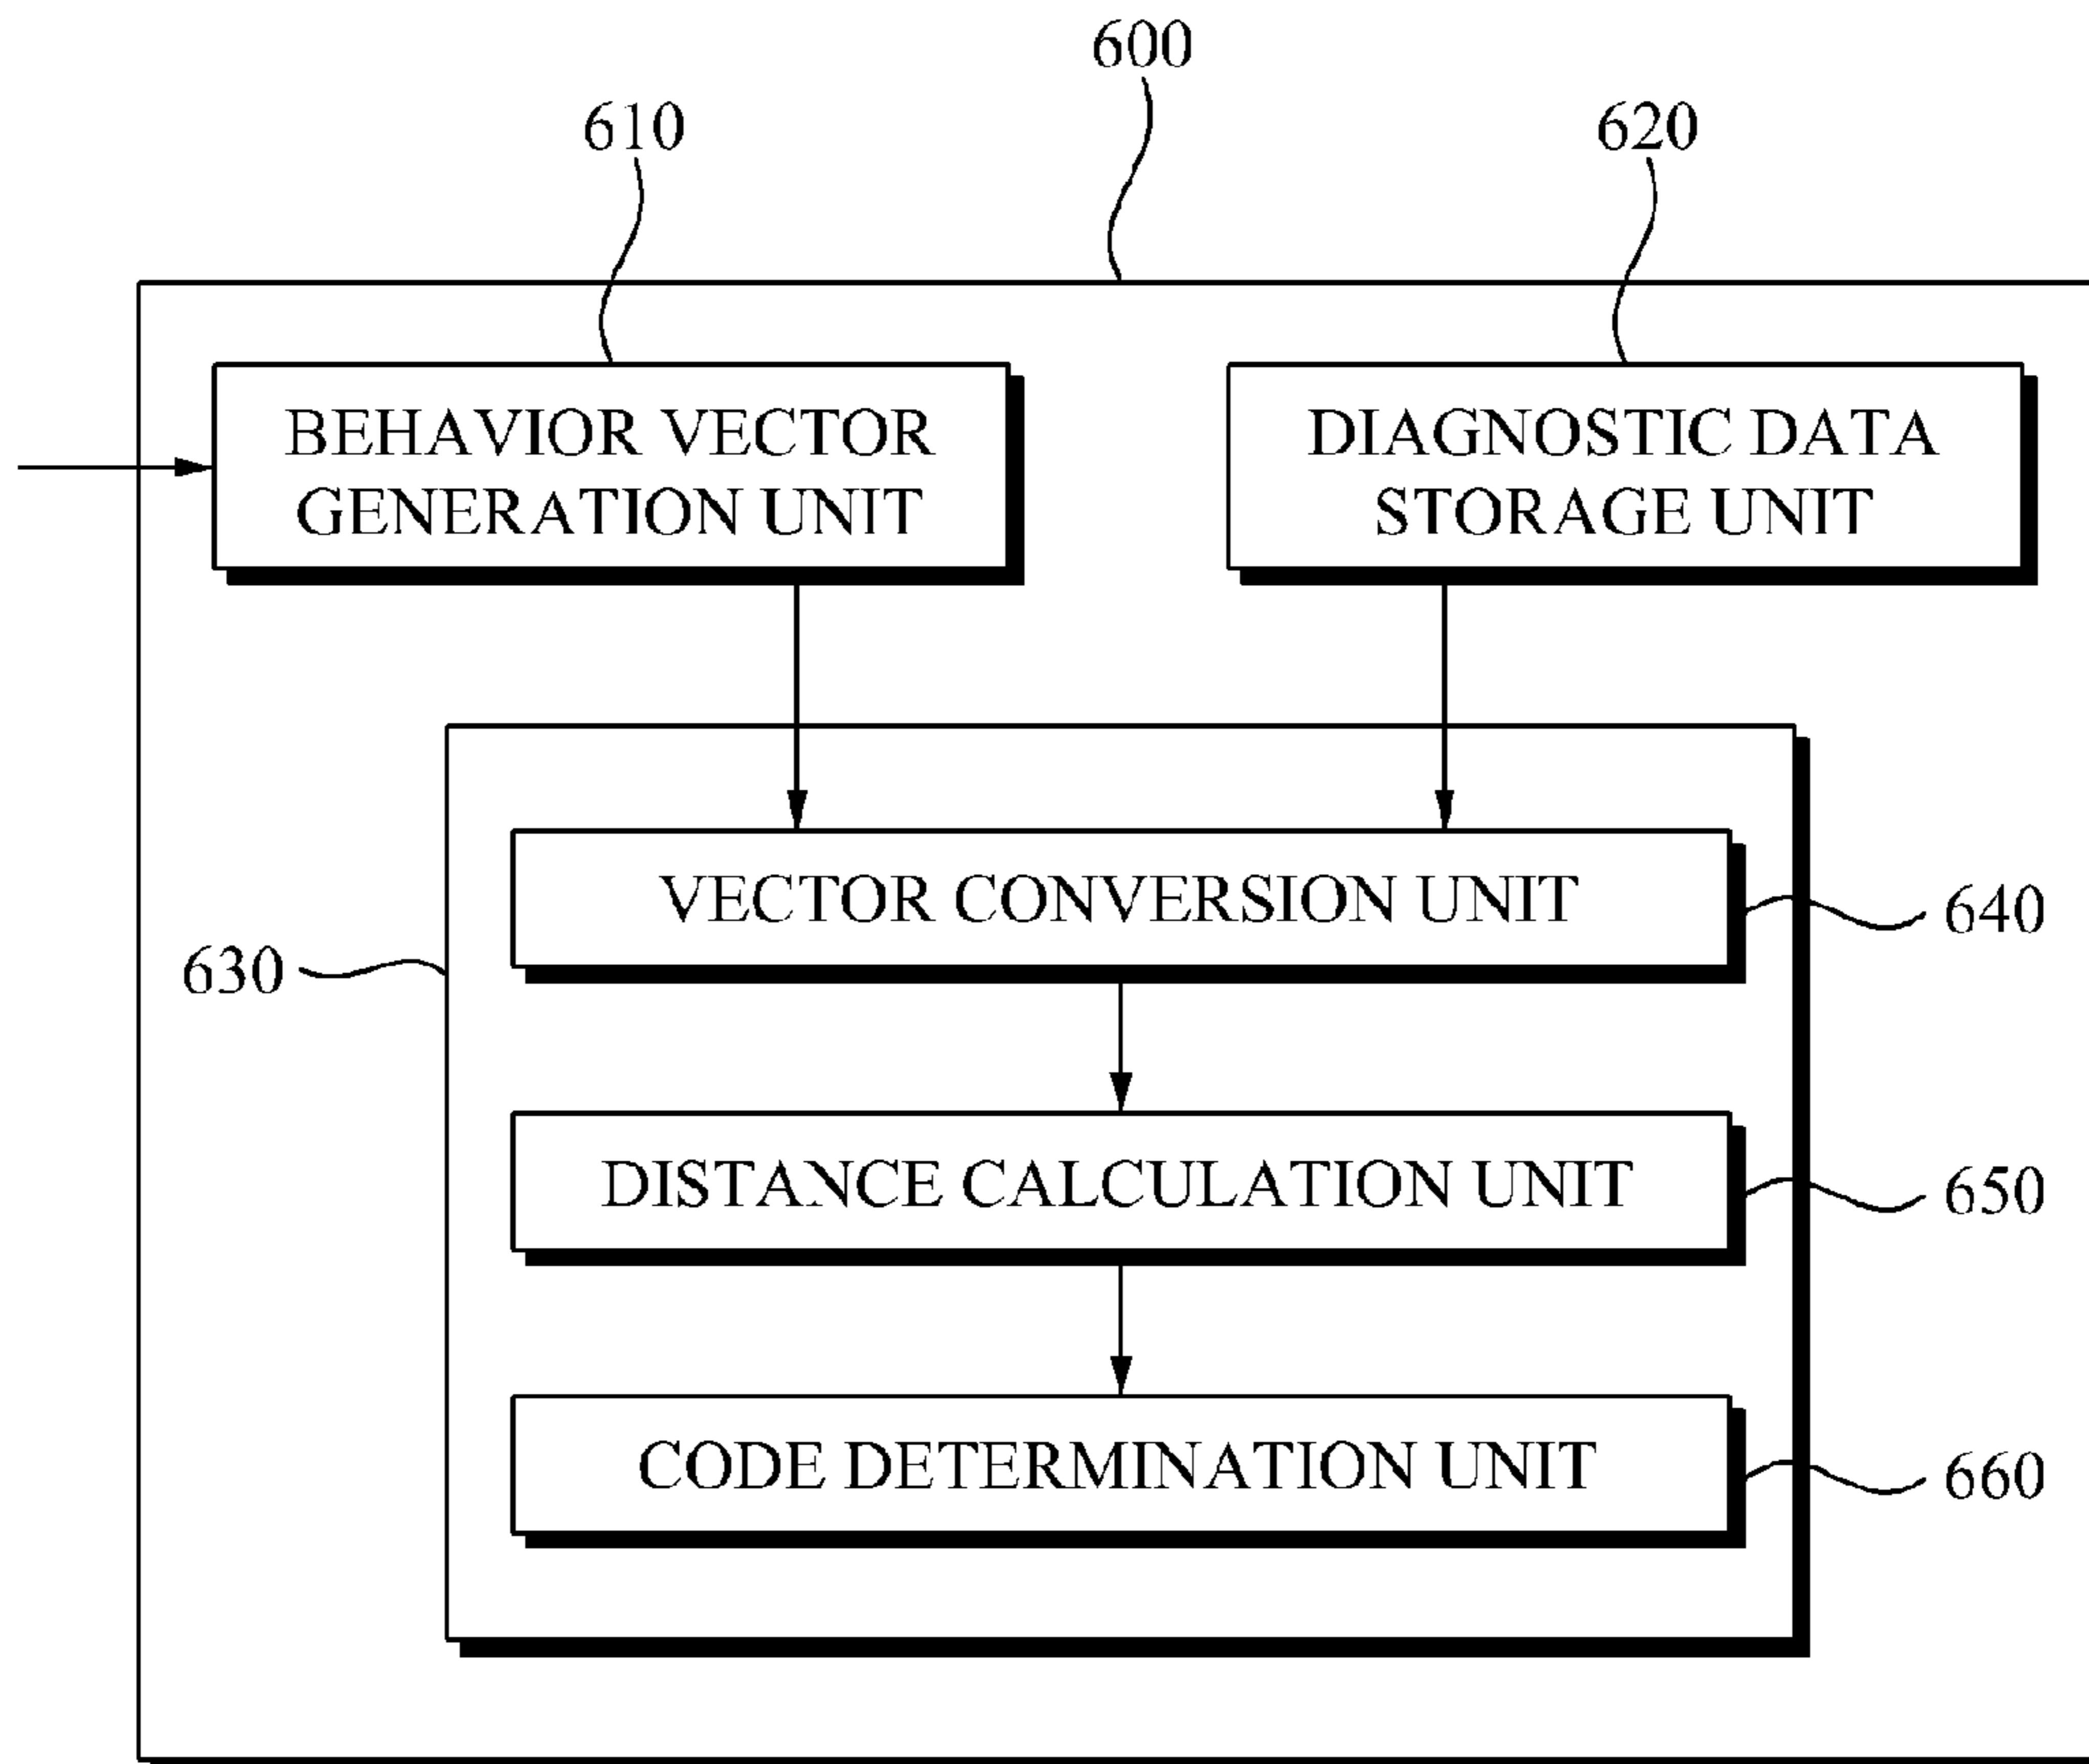 600
610
620
BEHAVIOR VECTOR
GENERATION UNIT
DIAGNOSTIC DATA
STORAGE UNIT
VECTOR CONVERSION UNIT
640
630
DISTANCE CALCULATION UNIT
650
CODE DETERMINATION UNIT
660